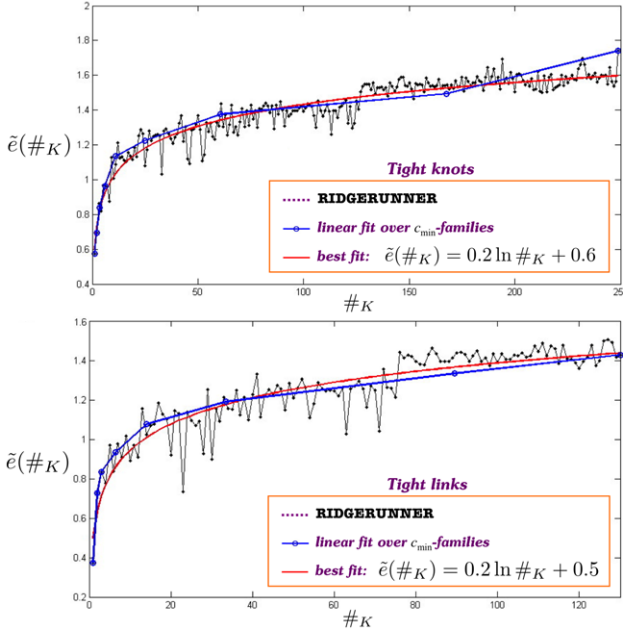 2
1.8
1.6
1.4
1.2
1
0.8
0.6
0.4
ẽ(#K)
Tight knots
RIDGERUNNER
linear fit over cmin-families
best fit: ẽ(#K) = 0.2 ln #K + 0.6
0 50 100 150 200 25
#K
1.6
1.4
1.2
1
0.8
0.6
0.4
0.2
ẽ(#K)
Tight links
RIDGERUNNER
linear fit over cmin-families
best fit: ẽ(#K) = 0.2 ln #K + 0.5
0 20 40 60 80 100 120
#K